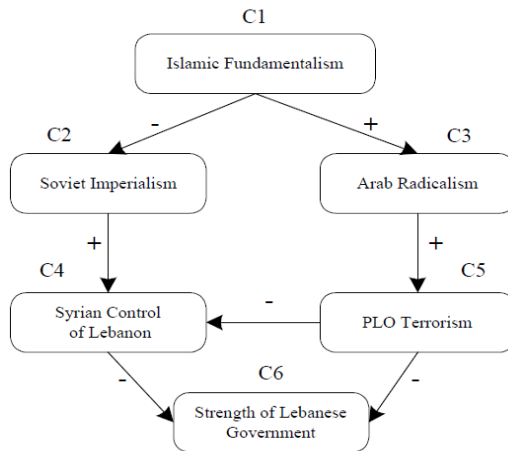 C1
Islamic Fundamentalism
-
+
C2
C3
Soviet Imperialism
Arab Radicalism
+
+
C4
C5
Syrian Control
of Lebanon
-
PLO Terrorism
-
C6
-
Strength of Lebanese
Government